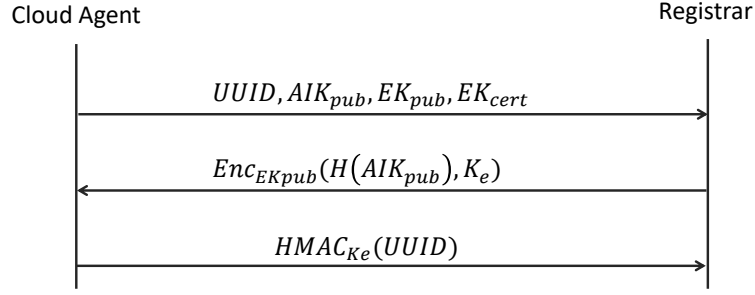 Cloud Agent
Registrar
UUID, AIK_pub, EK_pub, EK_cert
Enc_EKpub(H(AIK_pub), K_e)
HMAC_Ke(UUID)